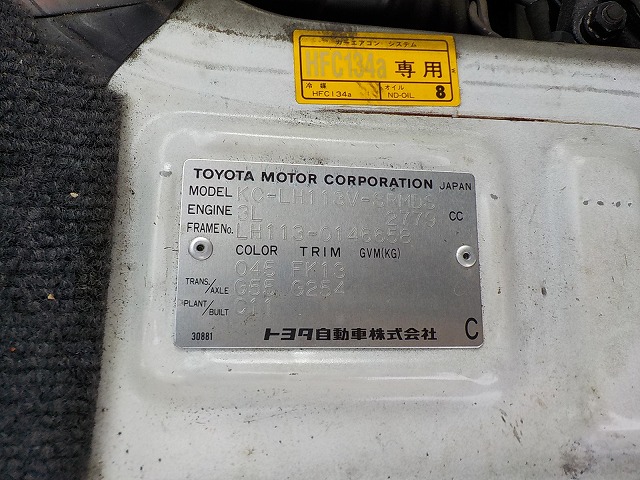 カーエアコン・システム
HFC134a 専用
冷媒 オイル
HFC134a ND-OIL 8
TOYOTA MOTOR CORPORATION JAPAN
MODEL KC-LH113V-SRMDS
ENGINE 3L 2779 CC
FRAME No. LH113-0146658
COLOR TRIM GVM(KG)
045 FK13
TRANS./AXLE G55 G254
PLANT/BUILT C11
30881 トヨタ自動車株式会社 C